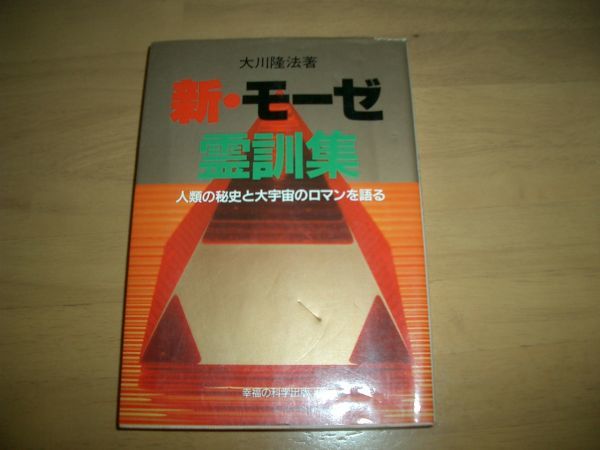 大川隆法著
新・モーゼ
霊訓集
人類の秘史と大宇宙のロマンを語る
幸福の科学出版